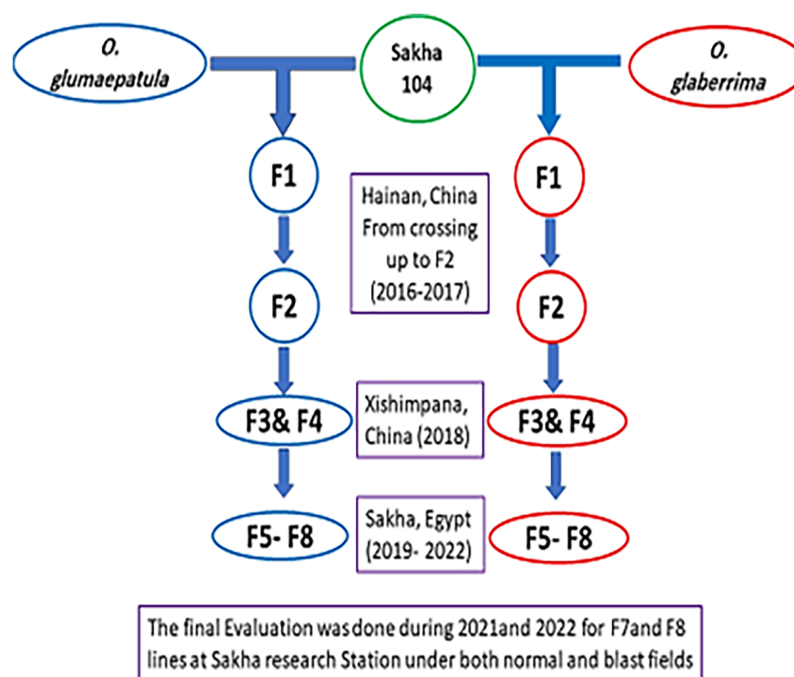 O.
glumaepatula
Sakha
104
O.
glaberrima
F1
Hainan, China
From crossing
up to F2
(2016-2017)
F1
F2
F2
F3& F4
Xishimpana,
China (2018)
F3& F4
F5- F8
Sakha, Egypt
(2019- 2022)
F5- F8
The final Evaluation was done during 2021and 2022 for F7and F8
lines at Sakha research Station under both normal and blast fields